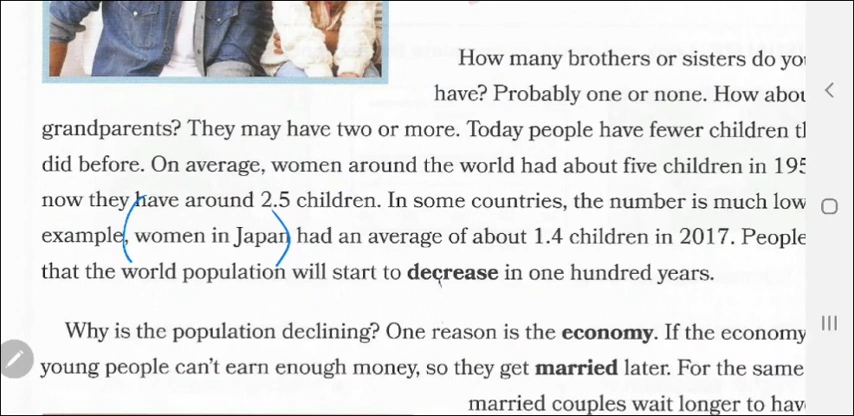 How many brothers or sisters do
have? Probably one or none. How
grandparents? They may have two or more. Today people have fewer children
did before. On average, women around the world had about five children in
now they have around 2.5 children. In some countries, the number is much
example, women in Japan had an average of about 1.4 children in 2017. People
that the world population will start to decrease in one hundred years.
Why is the population declining? One reason is the economy. If the economy
young people can't earn enough money, so they get married later. For the same
married couples wait longer to